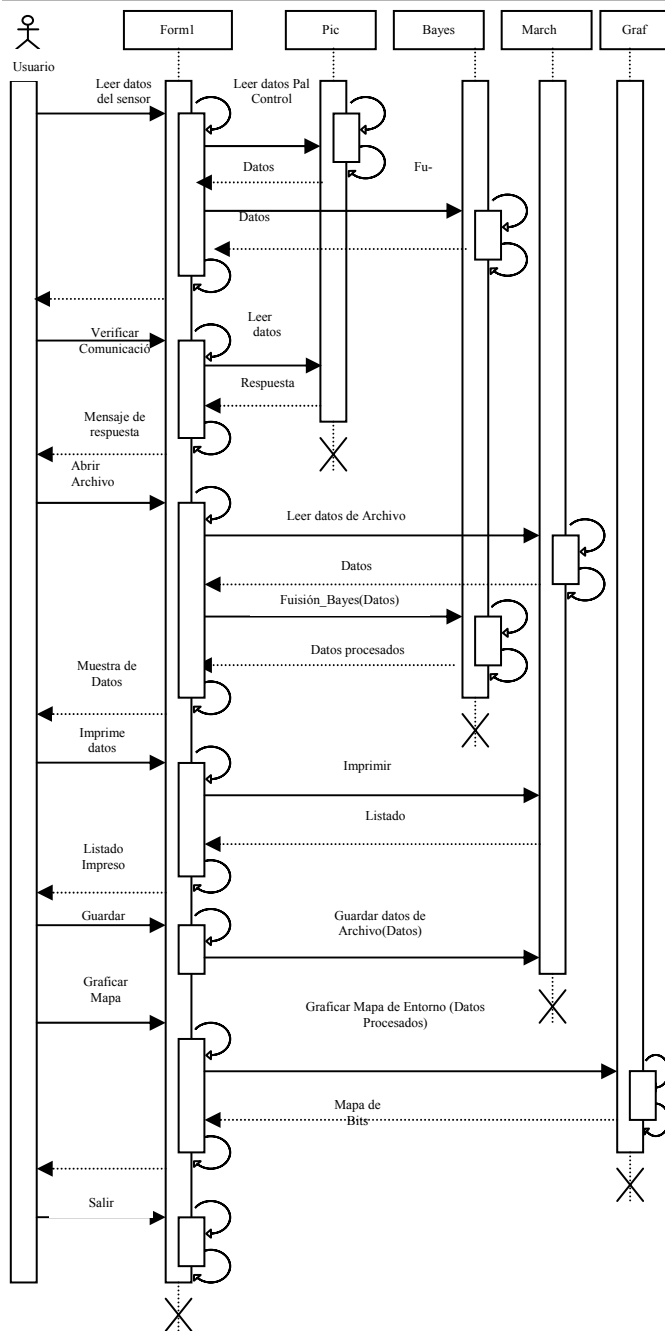 Form1
Pic
Bayes
March
Graf
Usuario
Leer datos
del sensor
Leer datos Pal
Control
Datos
Fu-
Datos
Verificar
Comunicació
Leer
datos
Respuesta
Mensaje de
respuesta
Abrir
Archivo
Leer datos de Archivo
Datos
Fuisión_Bayes(Datos)
Datos procesados
Muestra de
Datos
Imprime
datos
Imprimir
Listado
Listado
Impreso
Guardar
Guardar datos de
Archivo(Datos)
Graficar
Mapa
Graficar Mapa de Entorno (Datos
Procesados)
Mapa de
Bits
Salir